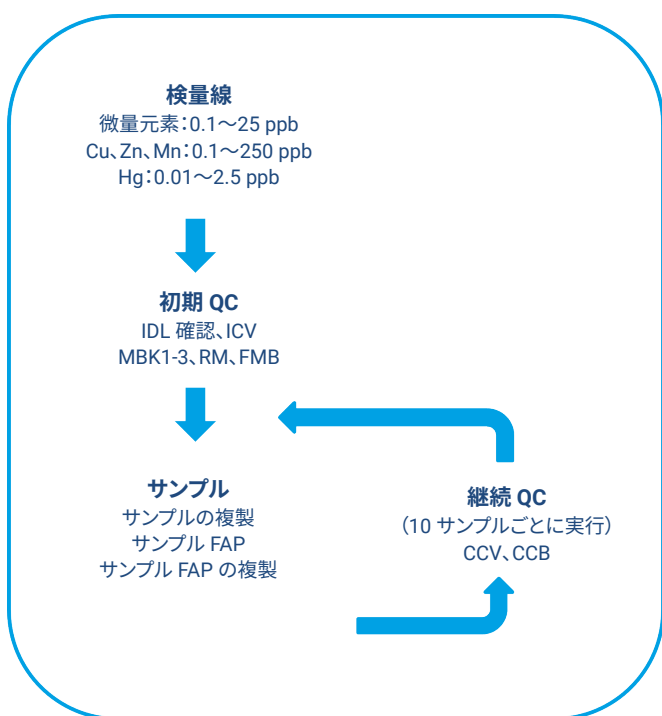 検量線
微量元素：0.1～25 ppb
Cu、Zn、Mn：0.1～250 ppb
Hg：0.01～2.5 ppb
初期 QC
IDL 確認、ICV
MBK1-3、RM、FMB
サンプル
サンプルの複製
サンプル FAP
サンプル FAP の複製
継続 QC
（10 サンプルごとに実行）
CCV、CCB